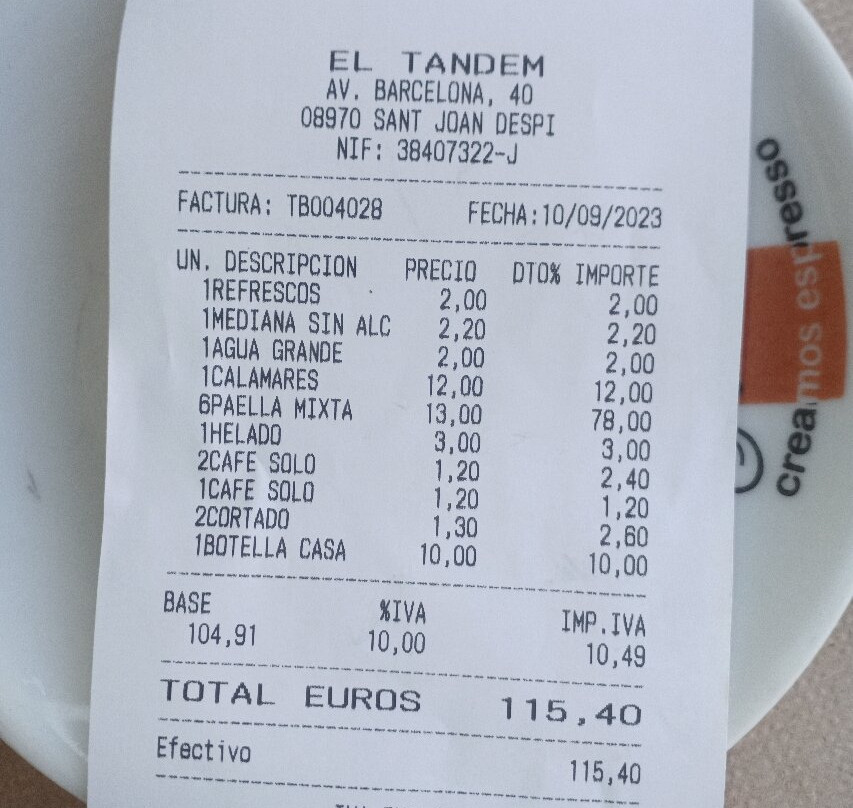 EL TANDEM
AV. BARCELONA, 40
08970 SANT JOAN DESPI
NIF: 38407322-J
FACTURA: TB004028 FECHA:10/09/2023
UN. DESCRIPCION PRECIO DTO% IMPORTE
1REFRESCOS 2,00 2,00
1MEDIANA SIN ALC 2,20 2,20
1AGUA GRANDE 2,00 2,00
1CALAMARES 12,00 12,00
6PAELLA MIXTA 13,00 78,00
1HELADO 3,00 3,00
2CAFE SOLO 1,20 2,40
1CAFE SOLO 1,20 1,20
2CORTADO 1,30 2,60
1BOTELLA CASA 10,00 10,00
BASE %IVA IMP.IVA
104,91 10,00 10,49
TOTAL EUROS 115,40
Efectivo 115,40
creamos espresso